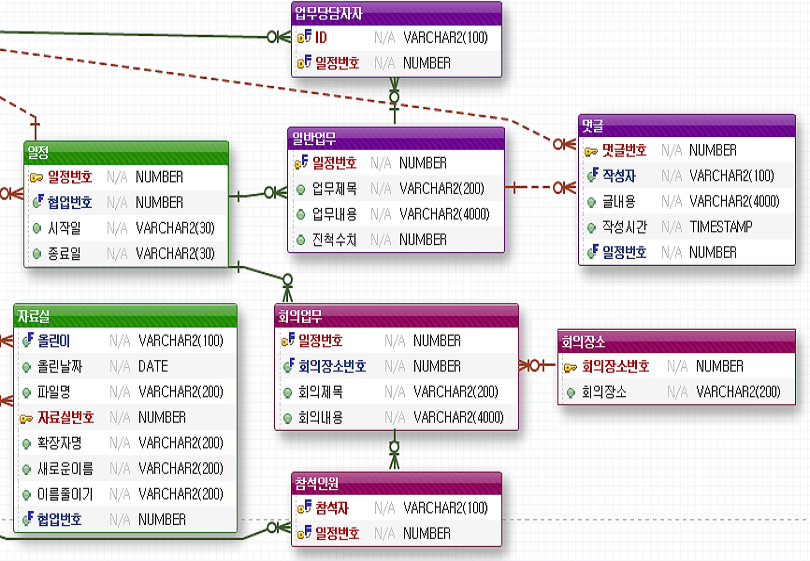 업무당담자자
ID N/A VARCHAR2(100)
일정번호 N/A NUMBER
일반업무
일정번호 N/A NUMBER
업무제목 N/A VARCHAR2(200)
업무내용 N/A VARCHAR2(4000)
진척수치 N/A NUMBER
댓글
댓글번호 N/A NUMBER
작성자 N/A VARCHAR2(100)
글내용 N/A VARCHAR2(4000)
작성시간 N/A TIMESTAMP
일정번호 N/A NUMBER
일정
일정번호 N/A NUMBER
협업번호 N/A NUMBER
시작일 N/A VARCHAR2(30)
종료일 N/A VARCHAR2(30)
자료실
올린이 N/A VARCHAR2(100)
올린날짜 N/A DATE
파일명 N/A VARCHAR2(200)
자료실번호 N/A NUMBER
확장자명 N/A VARCHAR2(200)
새로운이름 N/A VARCHAR2(200)
이름줄이기 N/A VARCHAR2(200)
협업번호 N/A NUMBER
회의업무
일정번호 N/A NUMBER
회의장소번호 N/A NUMBER
회의제목 N/A VARCHAR2(200)
회의내용 N/A VARCHAR2(4000)
회의장소
회의장소번호 N/A NUMBER
회의장소 N/A VARCHAR2(200)
참석인원
참석자 N/A VARCHAR2(100)
일정번호 N/A NUMBER